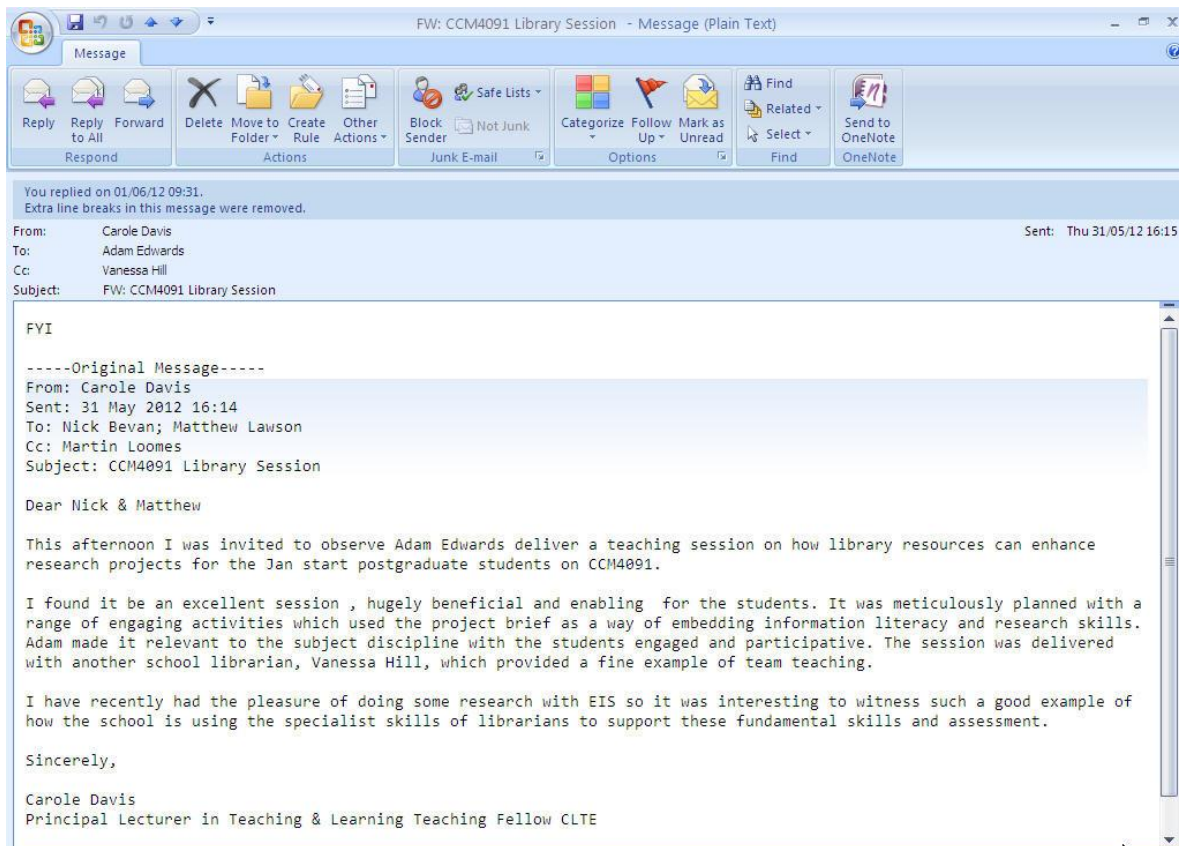 FW: CCM4091 Library Session - Message (Plain Text)
Message
Reply
Reply to All
Forward
Delete
Move to Folder
Create Rule
Other Actions
Block Sender
Safe Lists
Not Junk
Categorize
Follow Up
Mark as Unread
Find
Related
Select
Send to OneNote
Respond
Actions
Junk E-mail
Options
Find
OneNote
You replied on 01/06/12 09:31.
Extra line breaks in this message were removed.
From: Carole Davis Sent: Thu 31/05/12 16:15
To: Adam Edwards
Cc: Vanessa Hill
Subject: FW: CCM4091 Library Session
FYI
-----Original Message-----
From: Carole Davis
Sent: 31 May 2012 16:14
To: Nick Bevan; Matthew Lawson
Cc: Martin Loomes
Subject: CCM4091 Library Session
Dear Nick & Matthew
This afternoon I was invited to observe Adam Edwards deliver a teaching session on how library resources can enhance
research projects for the Jan start postgraduate students on CCM4091.
I found it be an excellent session , hugely beneficial and enabling  for the students. It was meticulously planned with a
range of engaging activities which used the project brief as a way of embedding information literacy and research skills.
Adam made it relevant to the subject discipline with the students engaged and participative. The session was delivered
with another school librarian, Vanessa Hill, which provided a fine example of team teaching.
I have recently had the pleasure of doing some research with EIS so it was interesting to witness such a good example of
how the school is using the specialist skills of librarians to support these fundamental skills and assessment.
Sincerely,
Carole Davis
Principal Lecturer in Teaching & Learning Teaching Fellow CLTE